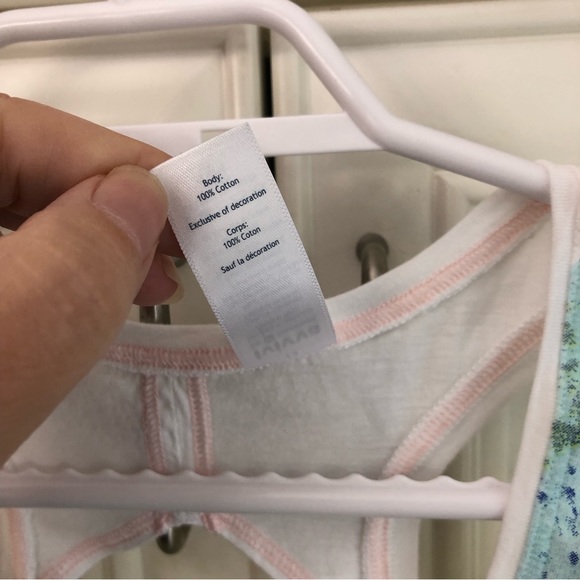 Body:
100% Cotton
Exclusive of decoration
Corps:
100% Coton
Sauf la décoration